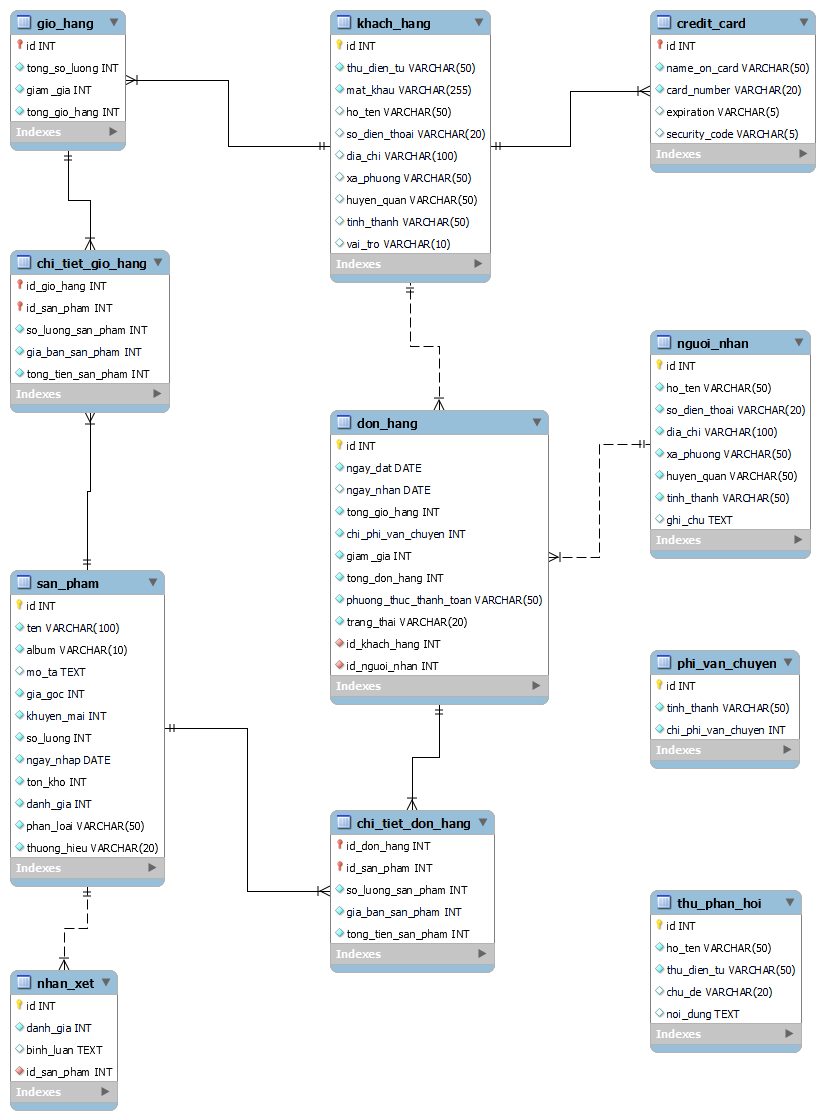 gio_hang
id INT
tong_so_luong INT
giam_gia INT
tong_gio_hang INT
Indexes
khach_hang
id INT
thu_dien_tu VARCHAR(50)
mat_khau VARCHAR(255)
ho_ten VARCHAR(50)
so_dien_thoai VARCHAR(20)
dia_chi VARCHAR(100)
xa_phuong VARCHAR(50)
huyen_quan VARCHAR(50)
tinh_thanh VARCHAR(50)
vai_tro VARCHAR(10)
Indexes
credit_card
id INT
name_on_card VARCHAR(50)
card_number VARCHAR(20)
expiration VARCHAR(5)
security_code VARCHAR(5)
Indexes
chi_tiet_gio_hang
id_gio_hang INT
id_san_pham INT
so_luong_san_pham INT
gia_ban_san_pham INT
tong_tien_san_pham INT
Indexes
nguoi_nhan
id INT
ho_ten VARCHAR(50)
so_dien_thoai VARCHAR(20)
dia_chi VARCHAR(100)
xa_phuong VARCHAR(50)
huyen_quan VARCHAR(50)
tinh_thanh VARCHAR(50)
ghi_chu TEXT
Indexes
don_hang
id INT
ngay_dat DATE
ngay_nhan DATE
tong_gio_hang INT
chi_phi_van_chuyen INT
giam_gia INT
tong_don_hang INT
phuong_thuc_thanh_toan VARCHAR(50)
trang_thai VARCHAR(20)
id_khach_hang INT
id_nguoi_nhan INT
Indexes
san_pham
id INT
ten VARCHAR(100)
album VARCHAR(10)
mo_ta TEXT
gia_goc INT
khuyen_mai INT
so_luong INT
ngay_nhap DATE
ton_kho INT
danh_gia INT
phan_loai VARCHAR(50)
thuong_hieu VARCHAR(20)
Indexes
phi_van_chuyen
id INT
tinh_thanh VARCHAR(50)
chi_phi_van_chuyen INT
Indexes
chi_tiet_don_hang
id_don_hang INT
id_san_pham INT
so_luong_san_pham INT
gia_ban_san_pham INT
tong_tien_san_pham INT
Indexes
thu_phan_hoi
id INT
ho_ten VARCHAR(50)
thu_dien_tu VARCHAR(50)
chu_de VARCHAR(20)
noi_dung TEXT
Indexes
nhan_xet
id INT
danh_gia INT
binh_luan TEXT
id_san_pham INT
Indexes